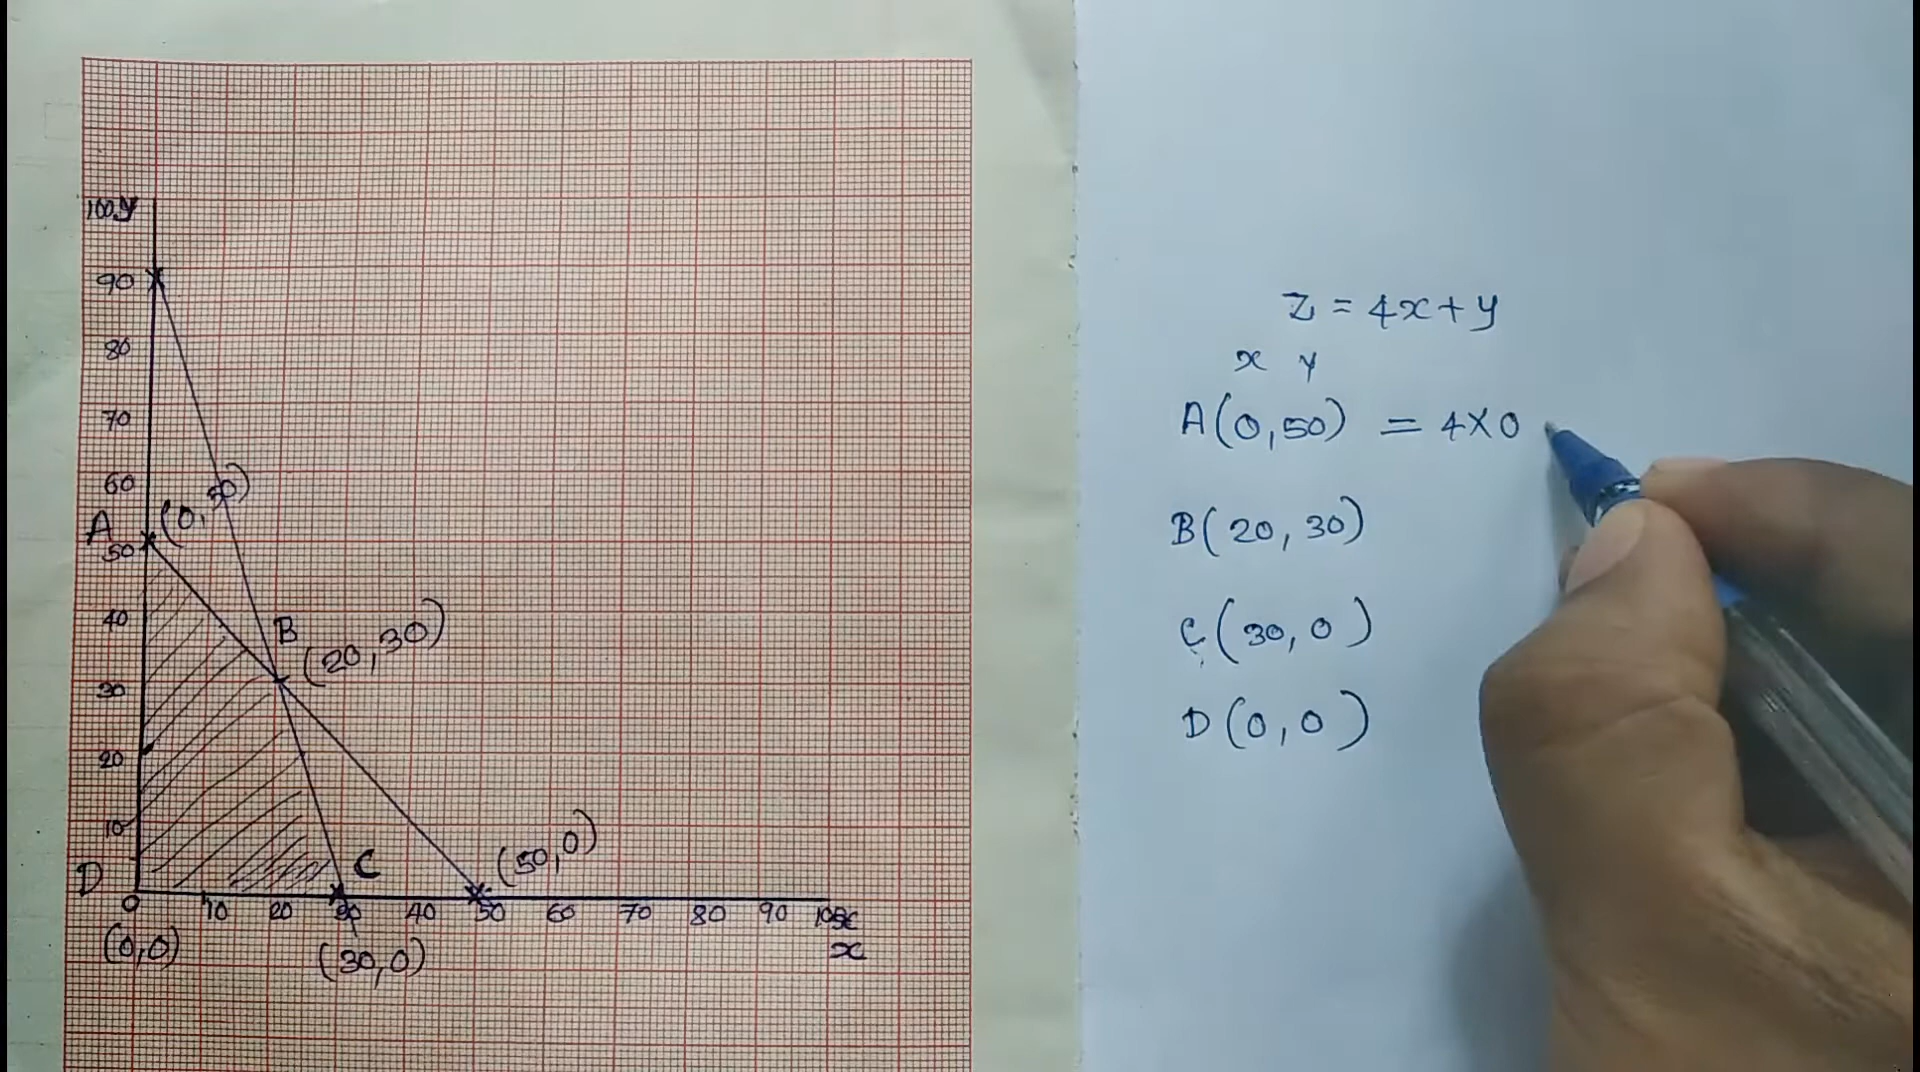 100 y
90
80
70
60
(0, 50)
A
50
40
B
(20, 30)
30
20
10
C
(50, 0)
D
0 10 20 30 40 50 60 70 80 90 100
x
(0, 0)
(30, 0)
Z = 4x + y
x y
A(0, 50) = 4×0
B(20, 30)
C(30, 0)
D(0, 0)